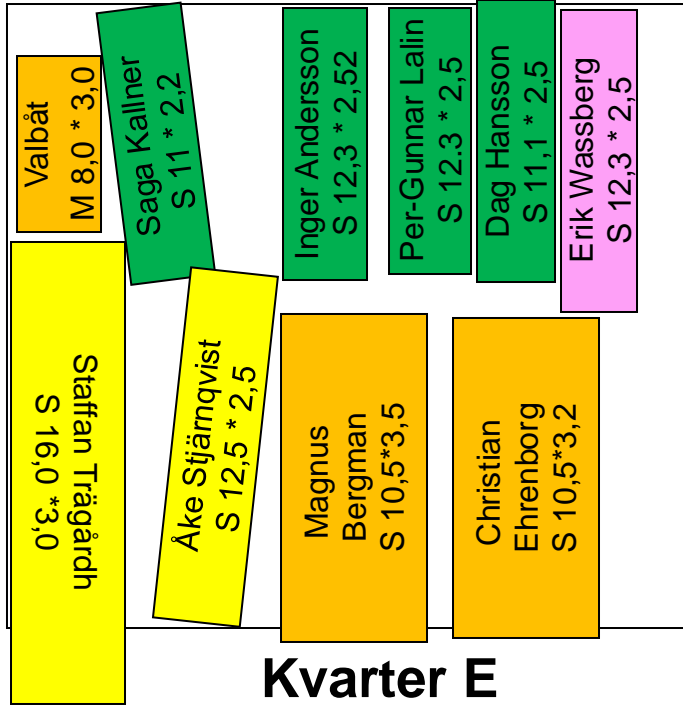 Valbåt
M 8,0 * 3,0
Saga Kallner
S 11 * 2,2
Inger Andersson
S 12,3 * 2,52
Per-Gunnar Lalin
S 12.3 * 2,5
Dag Hansson
S 11,1 * 2,5
Erik Wassberg
S 12,3 * 2,5
Staffan Trägårdh
S 16,0 *3,0
Åke Stjärnqvist
S 12,5 * 2,5
Magnus
Bergman
S 10,5*3,5
Christian
Ehrenborg
S 10,5*3,2
Kvarter E